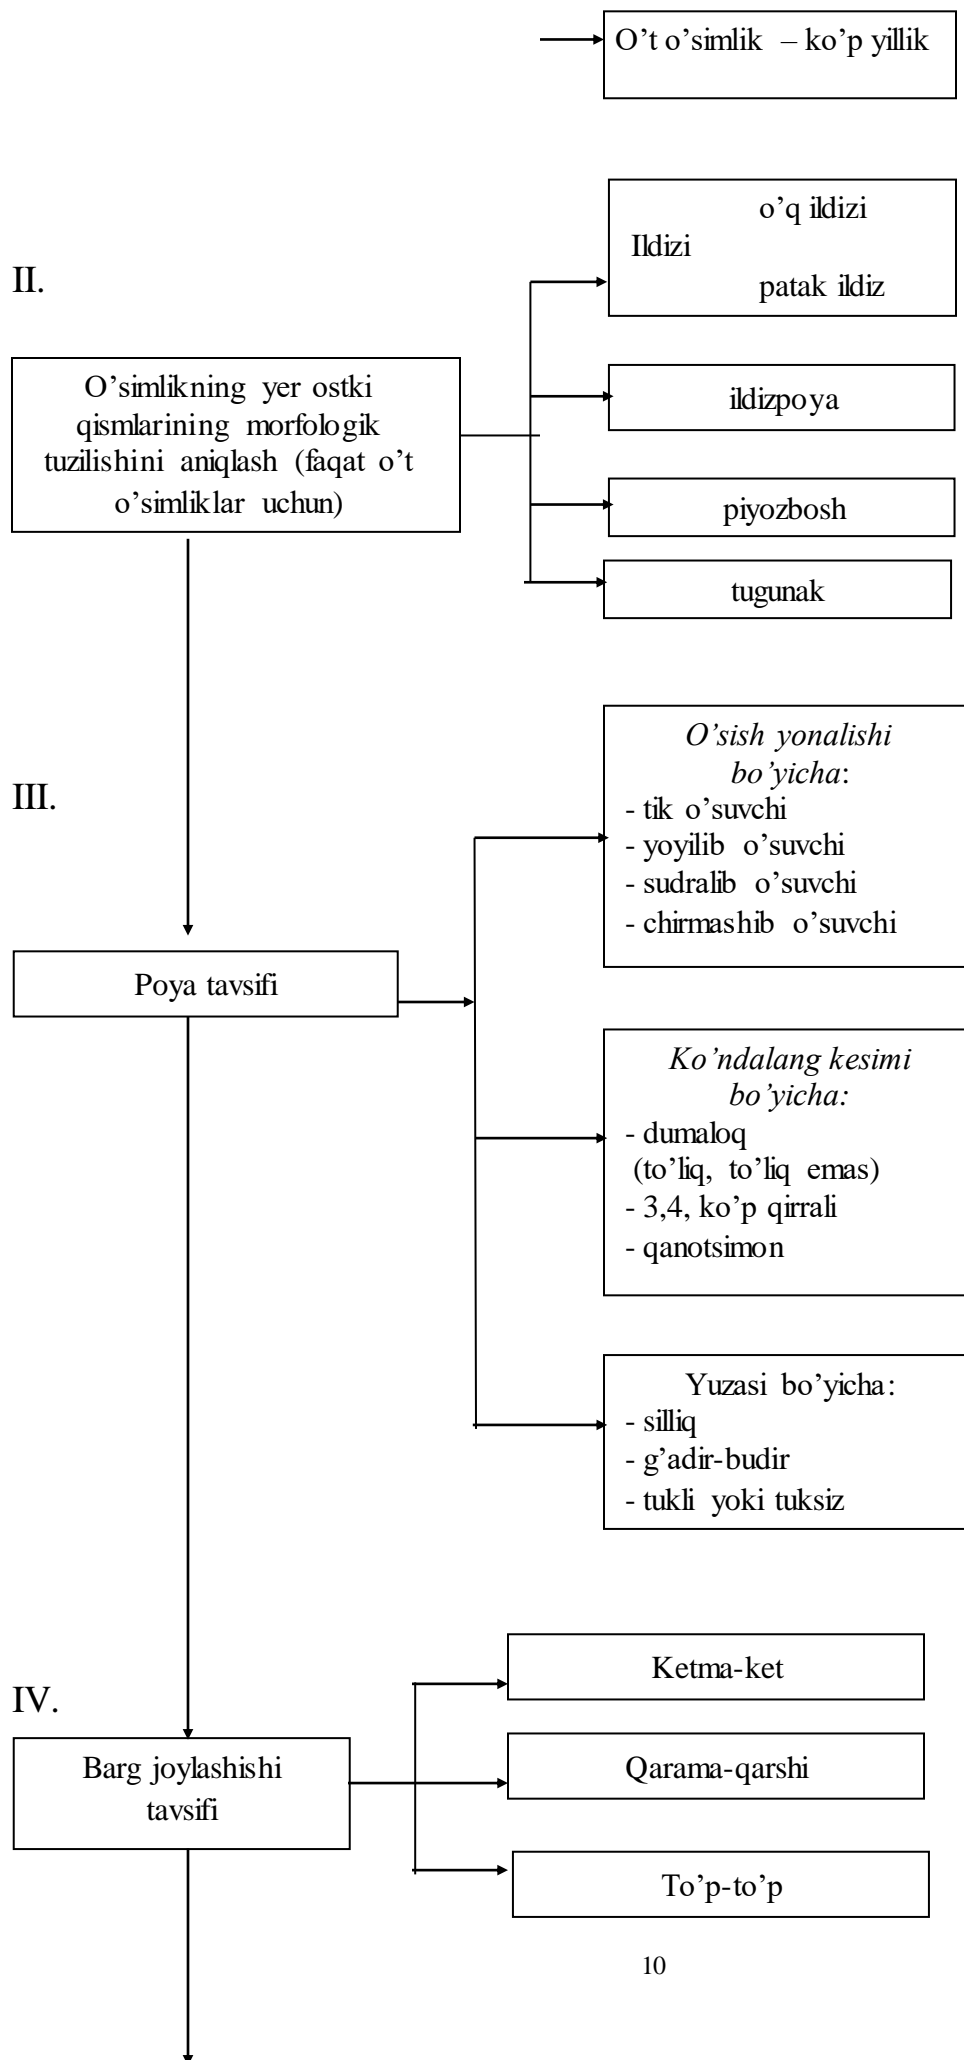 O’t o’simlik – ko’p yillik
II.
o’q ildizi
Ildizi
patak ildiz
O’simlikning yer ostki
qismlarining morfologik
tuzilishini aniqlash (faqat o’t
o’simliklar uchun)
ildizpoya
piyozbosh
tugunak
III.
Poya tavsifi
O’sish yonalishi
bo’yicha:
- tik o’suvchi
- yoyilib o’suvchi
- sudralib o’suvchi
- chirmashib o’suvchi
Ko’ndalang kesimi
bo’yicha:
- dumaloq
(to’liq, to’liq emas)
- 3,4, ko’p qirrali
- qanotsimon
Yuzasi bo’yicha:
- silliq
- g’adir-budir
- tukli yoki tuksiz
IV.
Barg joylashishi
tavsifi
Ketma-ket
Qarama-qarshi
To’p-to’p
10